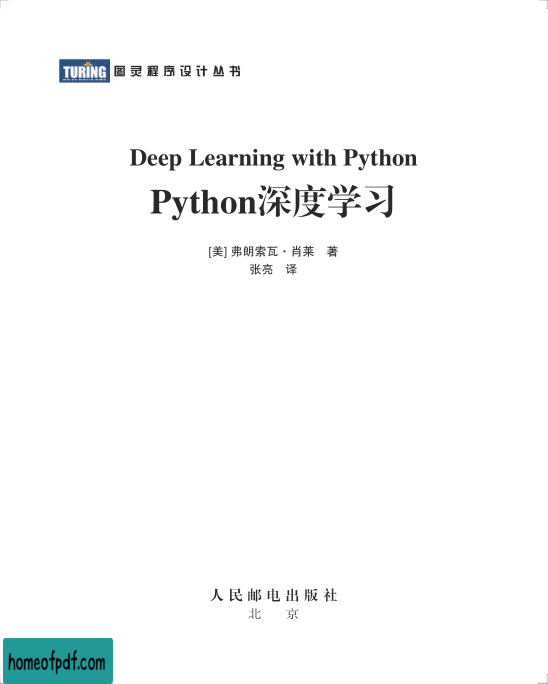 TURING 图灵程序设计丛书
Deep Learning with Python
Python深度学习
[美] 弗朗索瓦·肖莱　著
张亮　译
人民邮电出版社
北　京
homeofpdf.com